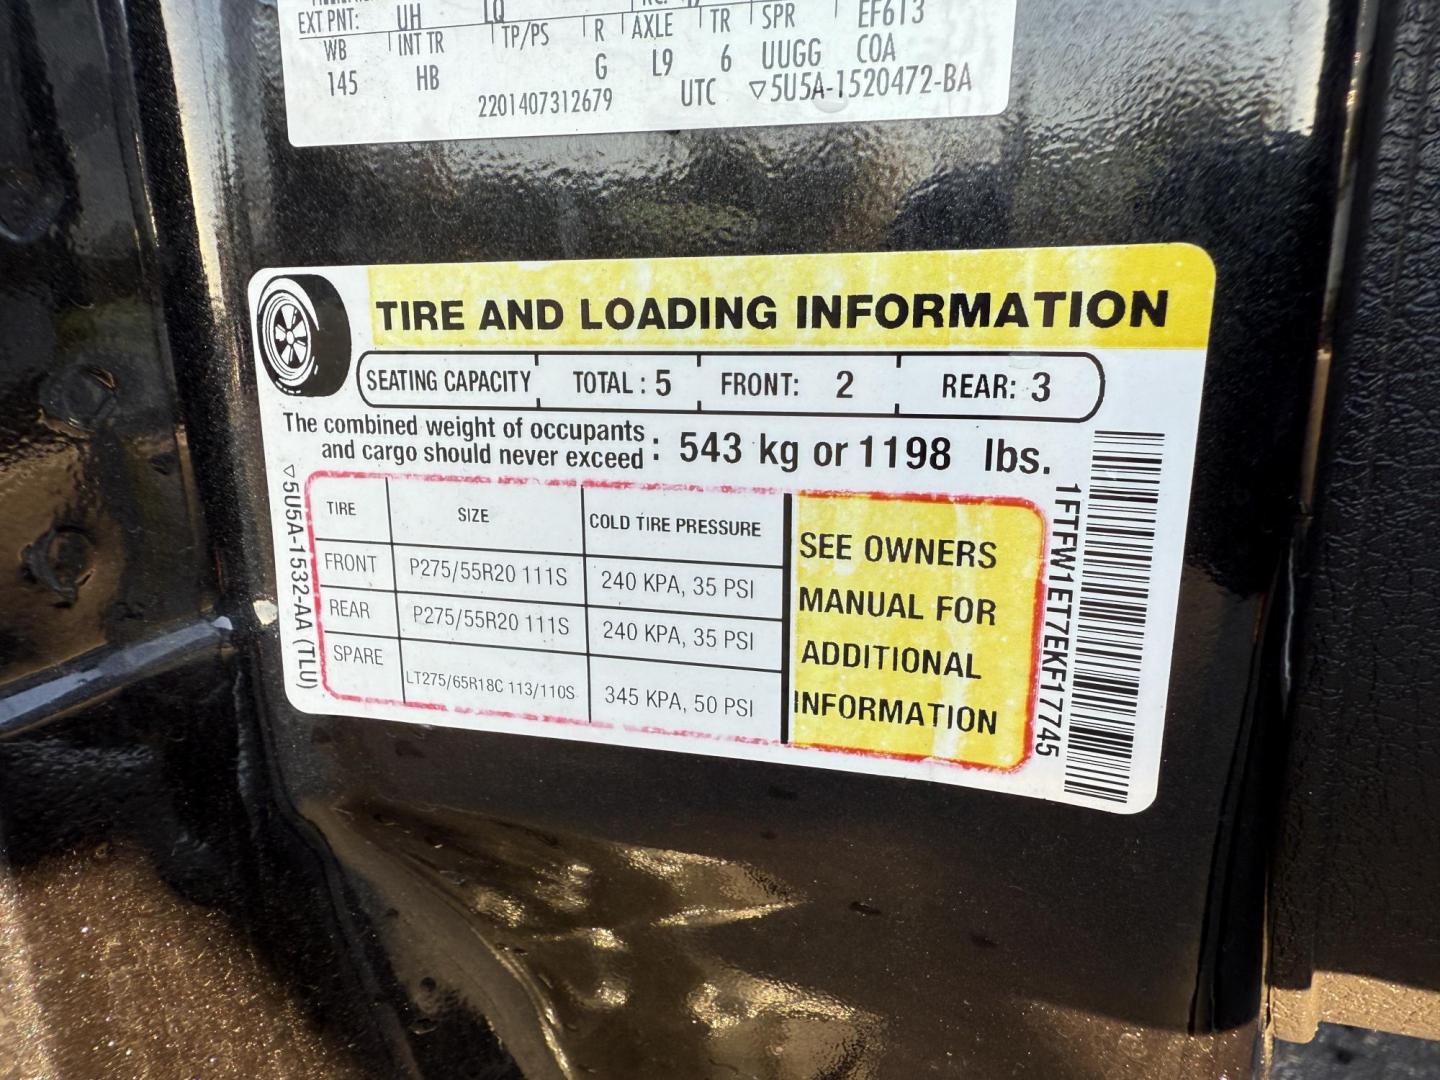 EXT PNT: UH LQ
WB INT TR TP/PS R AXLE TR SPR EF613
145 HB G L9 6 UUGG COA
2201407312679 UTC ▽5U5A-1520472-BA
TIRE AND LOADING INFORMATION
SEATING CAPACITY TOTAL : 5 FRONT: 2 REAR: 3
The combined weight of occupants
and cargo should never exceed : 543 kg or 1198 lbs.
TIRE SIZE COLD TIRE PRESSURE
FRONT P275/55R20 111S 240 KPA, 35 PSI
REAR P275/55R20 111S 240 KPA, 35 PSI
SPARE LT275/65R18C 113/110S 345 KPA, 50 PSI
SEE OWNERS
MANUAL FOR
ADDITIONAL
INFORMATION
▽5U5A-1532-AA (TLU)
1FTFW1ET7EKF17745